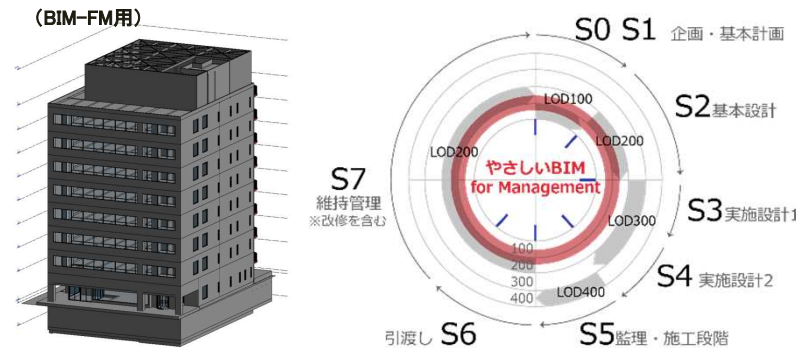 (BIM-FM用)
S0 S1 企画・基本計画
S2 基本設計
S3 実施設計1
S4 実施設計2
S5 監理・施工段階
引渡し S6
S7
維持管理
※改修を含む
LOD100
LOD200
LOD200
LOD300
LOD400
やさしいBIM
for Management
100
200
300
400